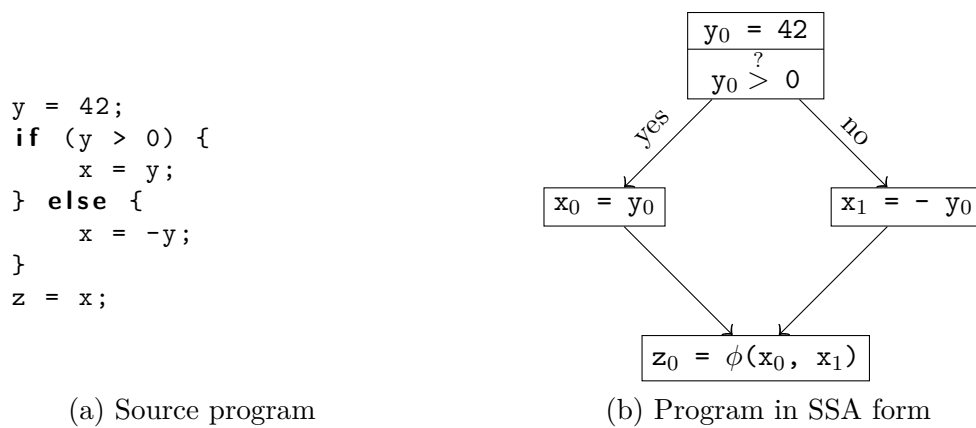 y = 42;
if (y > 0) {
    x = y;
} else {
    x = -y;
}
z = x;
(a) Source program
y₀ = 42
y₀ >^? 0
yes
no
x₀ = y₀
x₁ = - y₀
z₀ = ϕ(x₀, x₁)
(b) Program in SSA form